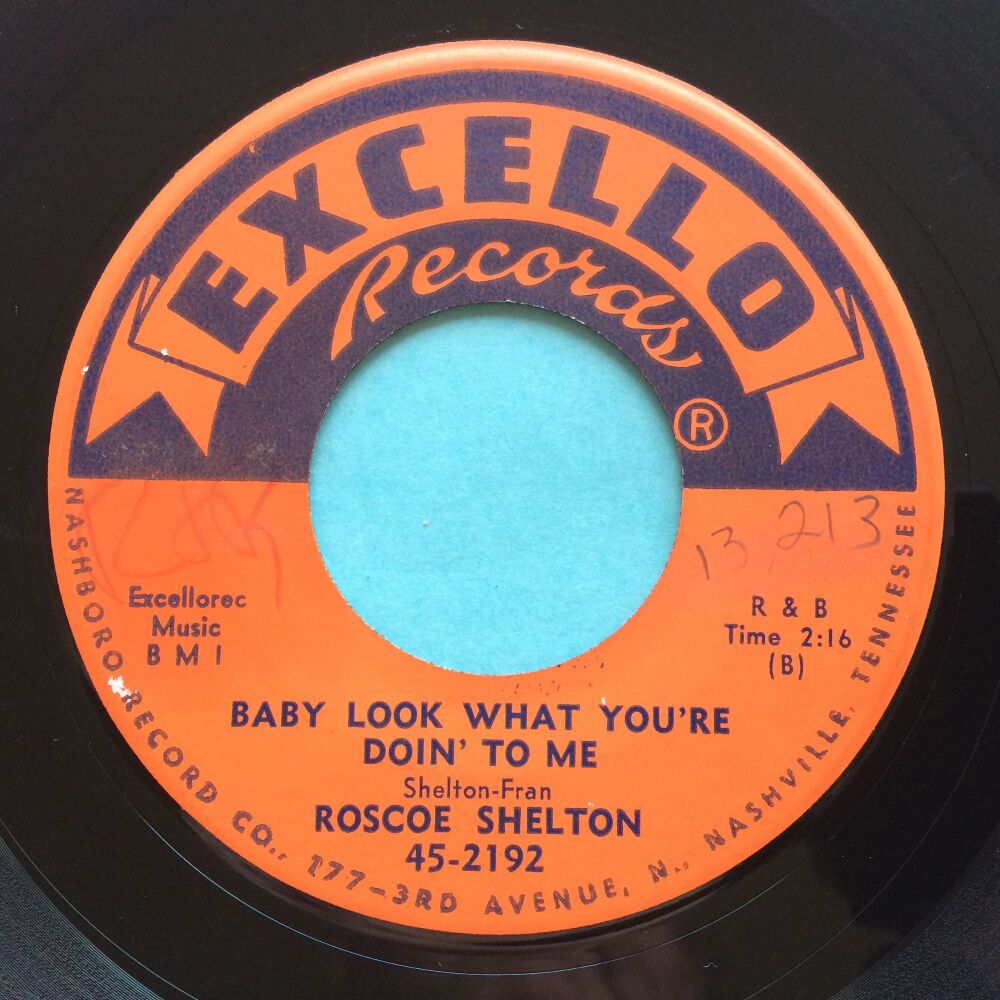 EXCELLO
Records
®
13 213
Excellorec
Music
B M I
R & B
Time 2:16
(B)
BABY LOOK WHAT YOU'RE
DOIN' TO ME
Shelton-Fran
ROSCOE SHELTON
45-2192
NASHBORO RECORD CO., 177-3RD AVENUE, N., NASHVILLE, TENNESSEE